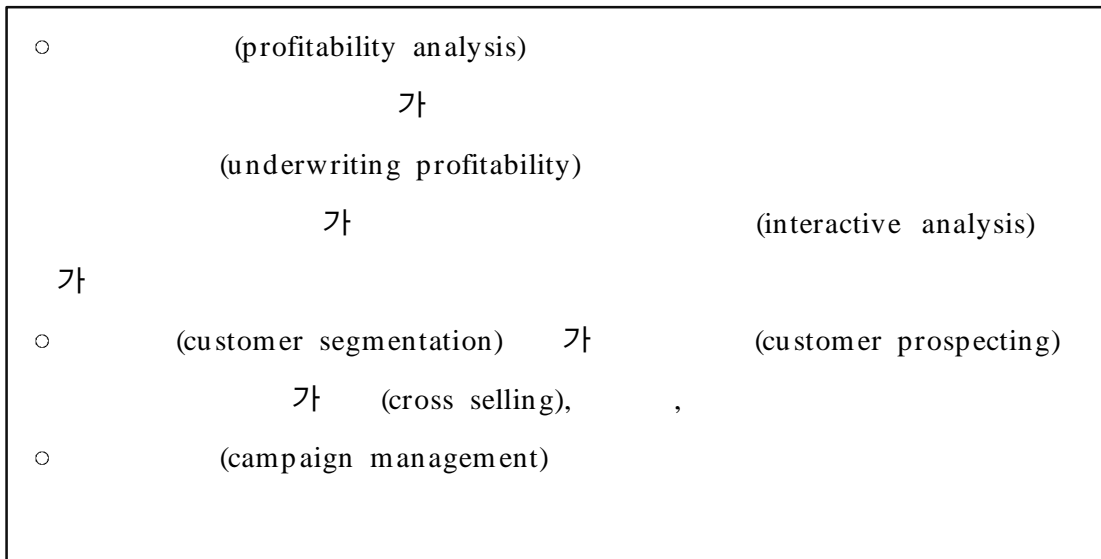 ○ (profitability analysis)
가
(underwriting profitability)
가 (interactive analysis)
가
○ (customer segmentation) 가 (customer prospecting)
가 (cross selling), ,
○ (campaign management)